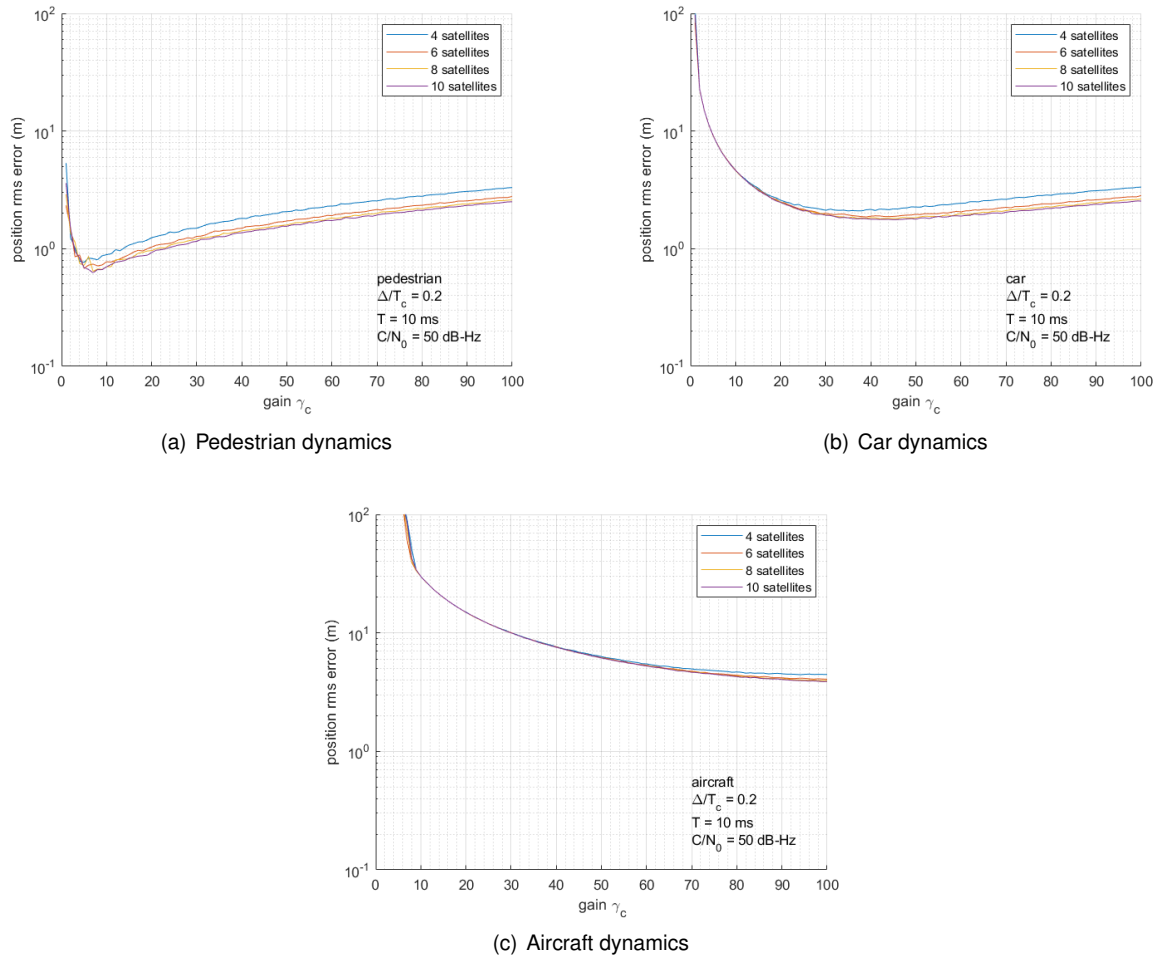 10^2
10^1
10^0
10^-1
position rms error (m)
4 satellites
6 satellites
8 satellites
10 satellites
pedestrian
Δ/T_c = 0.2
T = 10 ms
C/N_0 = 50 dB-Hz
0 10 20 30 40 50 60 70 80 90 100
gain γ_c
(a) Pedestrian dynamics
10^2
10^1
10^0
10^-1
position rms error (m)
4 satellites
6 satellites
8 satellites
10 satellites
car
Δ/T_c = 0.2
T = 10 ms
C/N_0 = 50 dB-Hz
0 10 20 30 40 50 60 70 80 90 100
gain γ_c
(b) Car dynamics
10^2
10^1
10^0
10^-1
position rms error (m)
4 satellites
6 satellites
8 satellites
10 satellites
aircraft
Δ/T_c = 0.2
T = 10 ms
C/N_0 = 50 dB-Hz
0 10 20 30 40 50 60 70 80 90 100
gain γ_c
(c) Aircraft dynamics